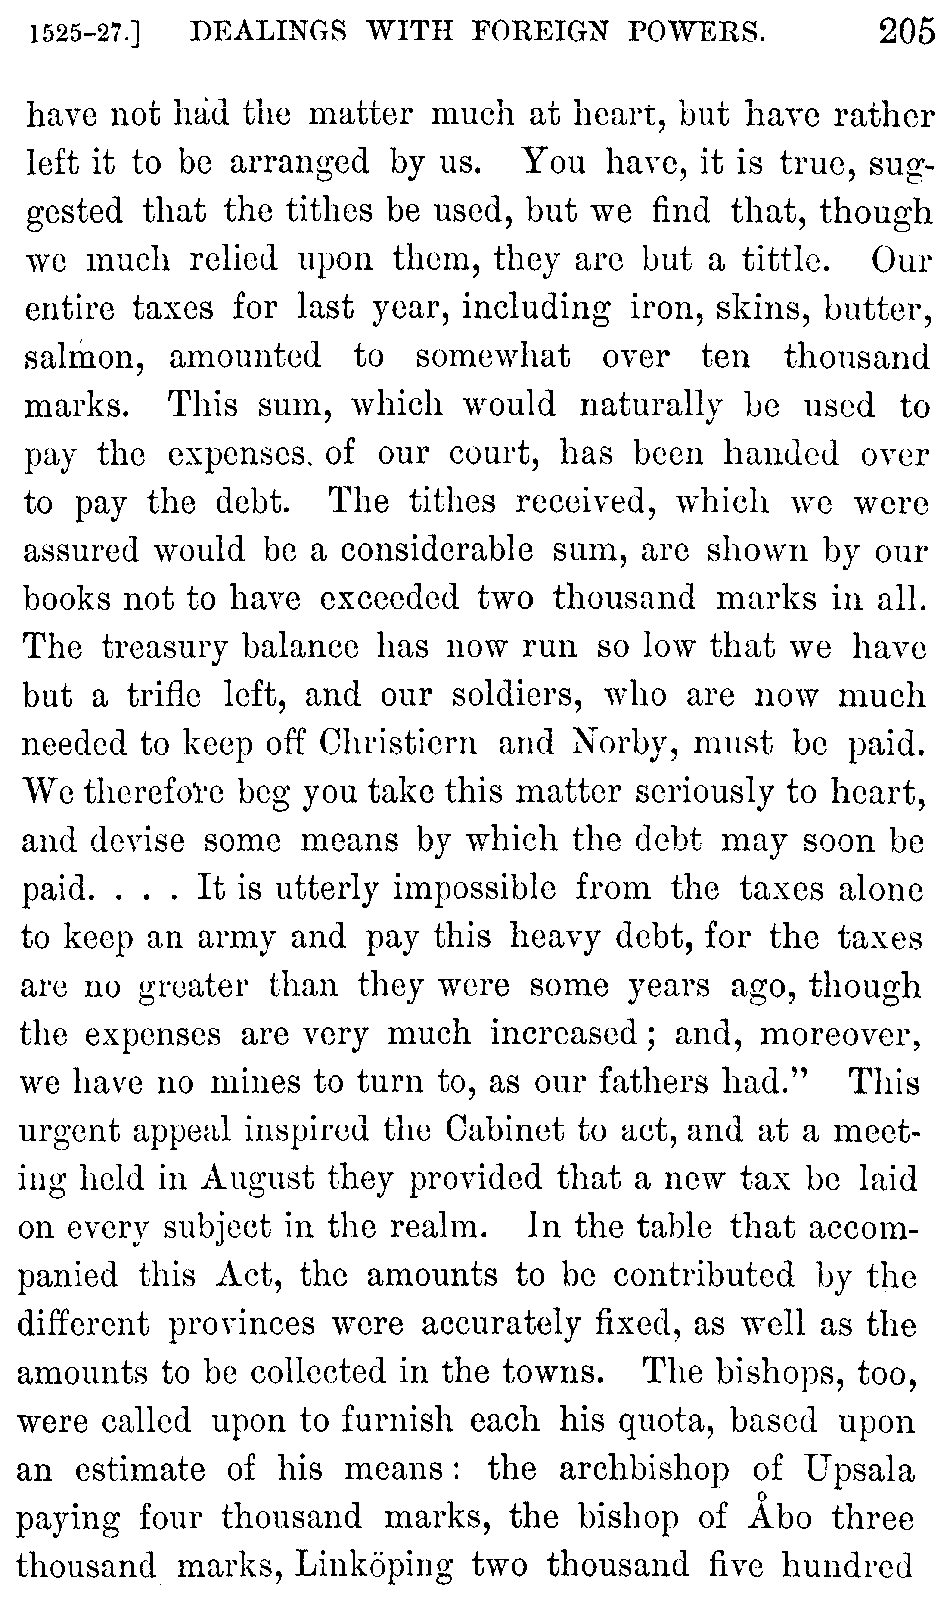 1525–27.] DEALINGS WITH FOREIGN POWERS. 205
have not had the matter much at heart, but have rather
left it to be arranged by us. You have, it is true, sug-
gested that the tithes be used, but we find that, though
we much relied upon them, they are but a tittle. Our
entire taxes for last year, including iron, skins, butter,
salmon, amounted to somewhat over ten thousand
marks. This sum, which would naturally be used to
pay the expenses. of our court, has been handed over
to pay the debt. The tithes received, which we were
assured would be a considerable sum, are shown by our
books not to have exceeded two thousand marks in all.
The treasury balance has now run so low that we have
but a trifle left, and our soldiers, who are now much
needed to keep off Christiern and Norby, must be paid.
We therefore beg you take this matter seriously to heart,
and devise some means by which the debt may soon be
paid. . . . It is utterly impossible from the taxes alone
to keep an army and pay this heavy debt, for the taxes
are no greater than they were some years ago, though
the expenses are very much increased; and, moreover,
we have no mines to turn to, as our fathers had.” This
urgent appeal inspired the Cabinet to act, and at a meet-
ing held in August they provided that a new tax be laid
on every subject in the realm. In the table that accom-
panied this Act, the amounts to be contributed by the
different provinces were accurately fixed, as well as the
amounts to be collected in the towns. The bishops, too,
were called upon to furnish each his quota, based upon
an estimate of his means: the archbishop of Upsala
paying four thousand marks, the bishop of Åbo three
thousand marks, Linköping two thousand five hundred